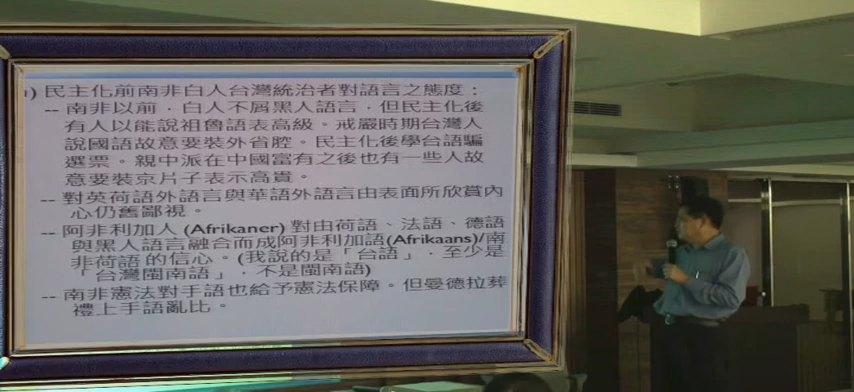 ) 民主化前南非白人台灣統治者對語言之態度：
-- 南非以前，白人不屑黑人語言，但民主化後
有人以能說祖魯語表高級。戒嚴時期台灣人
說國語故意要裝外省腔。民主化後學台語騙
選票。親中派在中國富有之後也有一些人故
意要裝京片子表示高貴。
-- 對英荷語外語言與華語外語言由表面所欣賞內
心仍舊鄙視。
-- 阿非利加人 (Afrikaner) 對由荷語、法語、德語
與黑人語言融合而成阿非利加語(Afrikaans)/南
非荷語 的信心。(我說的是「台語」，至少是
「台灣閩南語」，不是閩南語)
-- 南非憲法對手語也給予憲法保障。但曼德拉葬
禮上手語亂比。